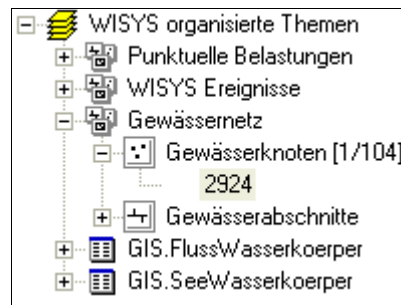 WISYS organisierte Themen
Punktuelle Belastungen
WISYS Ereignisse
Gewässernetz
Gewässerknoten [1/104]
2924
Gewässerabschnitte
GIS.FlussWasserkoerper
GIS.SeeWasserkoerper